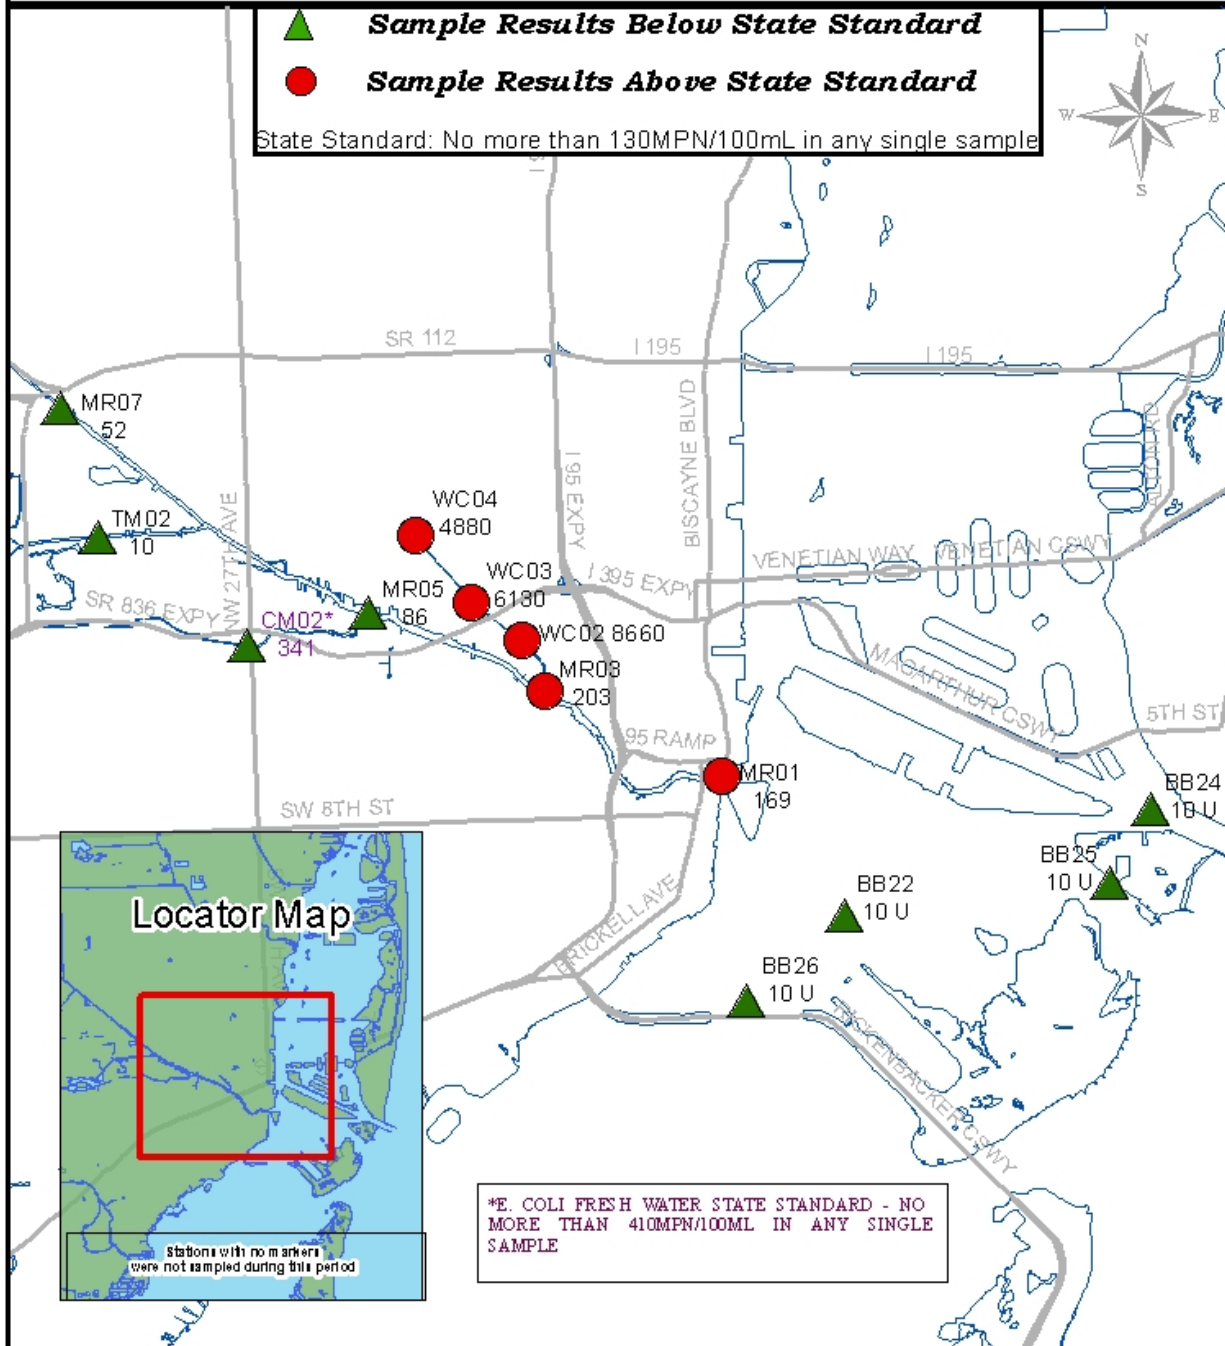 Sample Results Below State Standard
Sample Results Above State Standard
State Standard: No more than 130MPN/100mL in any single sample
N
W
E
S
SR 112
I 195
I 195
MR07
52
BISCAYNE BLVD
I 95 EXPY
NW 27TH AVE
WC04
4880
TM02
10
VENETIAN WAY
VENETIAN CSWY
WC03
6130
I 395 EXPY
MR05
86
SR 836 EXPY
CM02*
341
WC02 8660
MR03
203
MACARTHUR CSWY
5TH ST
95 RAMP
MR01
169
BB24
10 U
SW 8TH ST
BB25
10 U
BB22
10 U
BRICKELL AVE
Locator Map
BB26
10 U
RICKENBACKER CSWY
*E. COLI FRESH WATER STATE STANDARD - NO
MORE THAN 410MPN/100ML IN ANY SINGLE
SAMPLE
Stations with no markers
were not sampled during this period